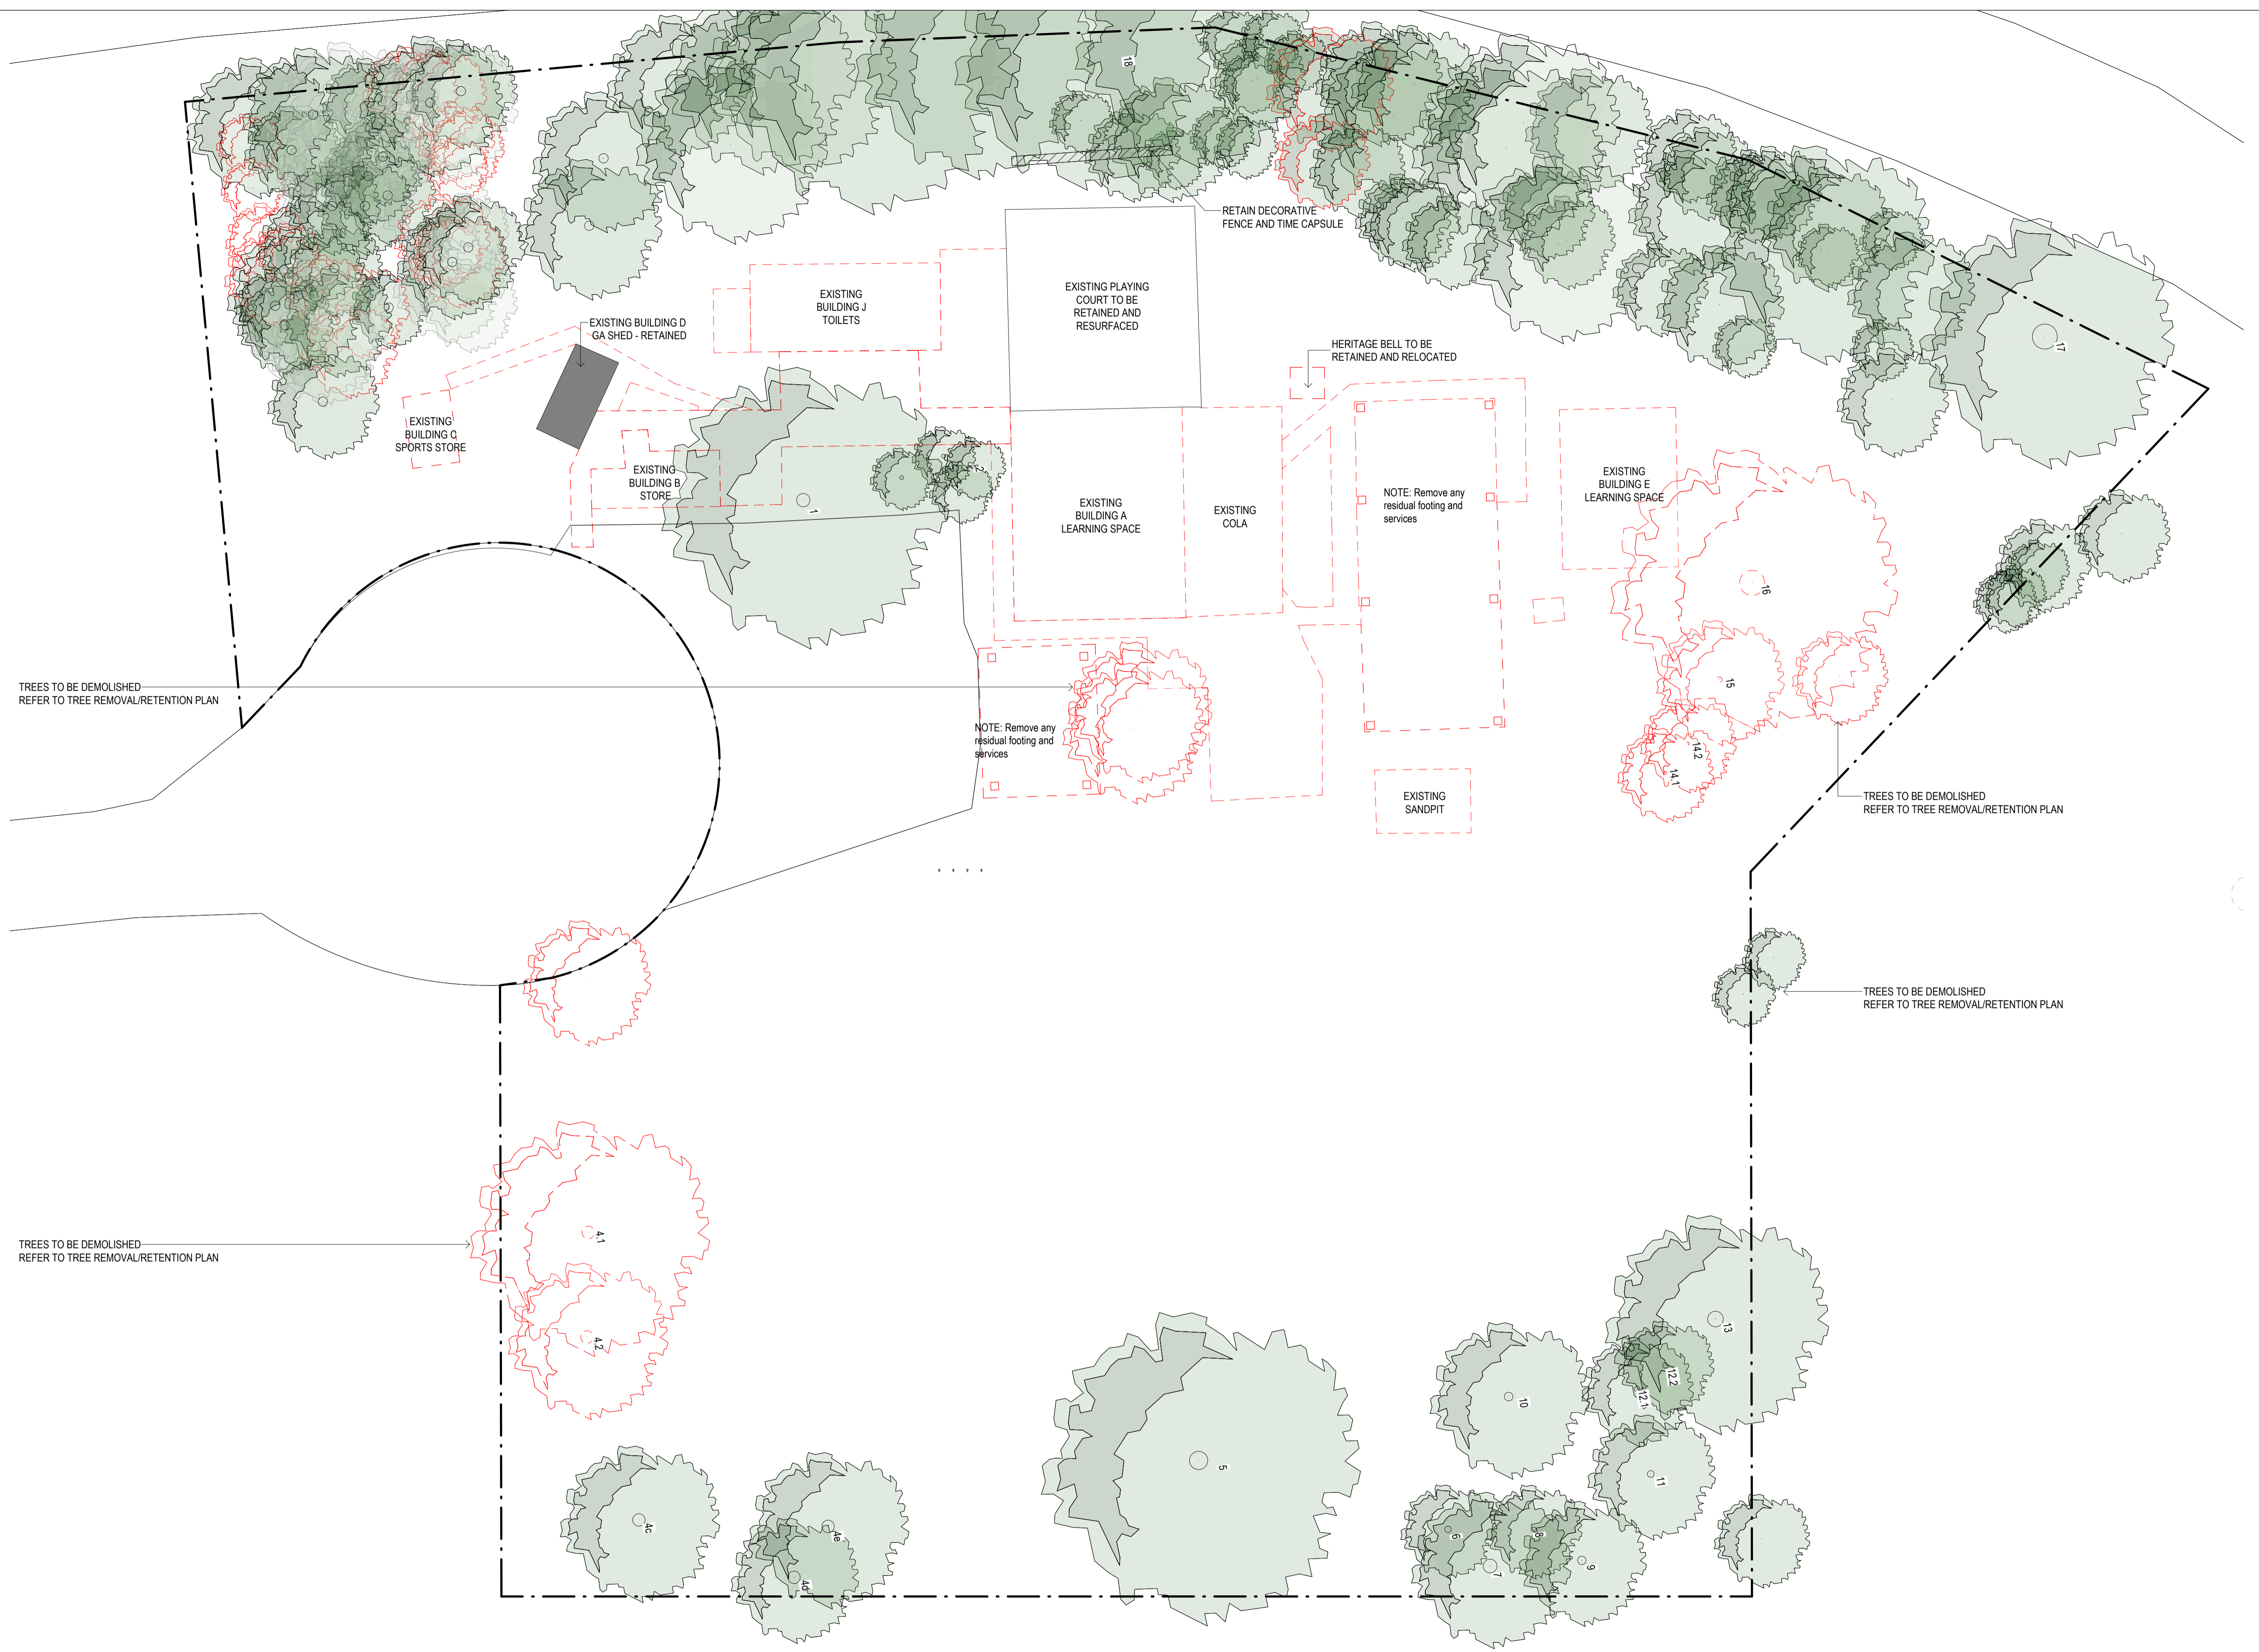 18
RETAIN DECORATIVE
FENCE AND TIME CAPSULE
EXISTING
BUILDING J
TOILETS
EXISTING PLAYING
COURT TO BE
RETAINED AND
RESURFACED
EXISTING BUILDING D
GA SHED - RETAINED
HERITAGE BELL TO BE
RETAINED AND RELOCATED
17
EXISTING
BUILDING C
SPORTS STORE
EXISTING
BUILDING B
STORE
1
2
EXISTING
BUILDING A
LEARNING SPACE
EXISTING
COLA
NOTE: Remove any
residual footing and
services
EXISTING
BUILDING E
LEARNING SPACE
16
15
14.2
14.1
TREES TO BE DEMOLISHED
REFER TO TREE REMOVAL/RETENTION PLAN
NOTE: Remove any
residual footing and
services
EXISTING
SANDPIT
TREES TO BE DEMOLISHED
REFER TO TREE REMOVAL/RETENTION PLAN
TREES TO BE DEMOLISHED
REFER TO TREE REMOVAL/RETENTION PLAN
TREES TO BE DEMOLISHED
REFER TO TREE REMOVAL/RETENTION PLAN
4.1
4.2
13
12.2
12.1
10
11
5
4c
4e
4d
6
8
7
9